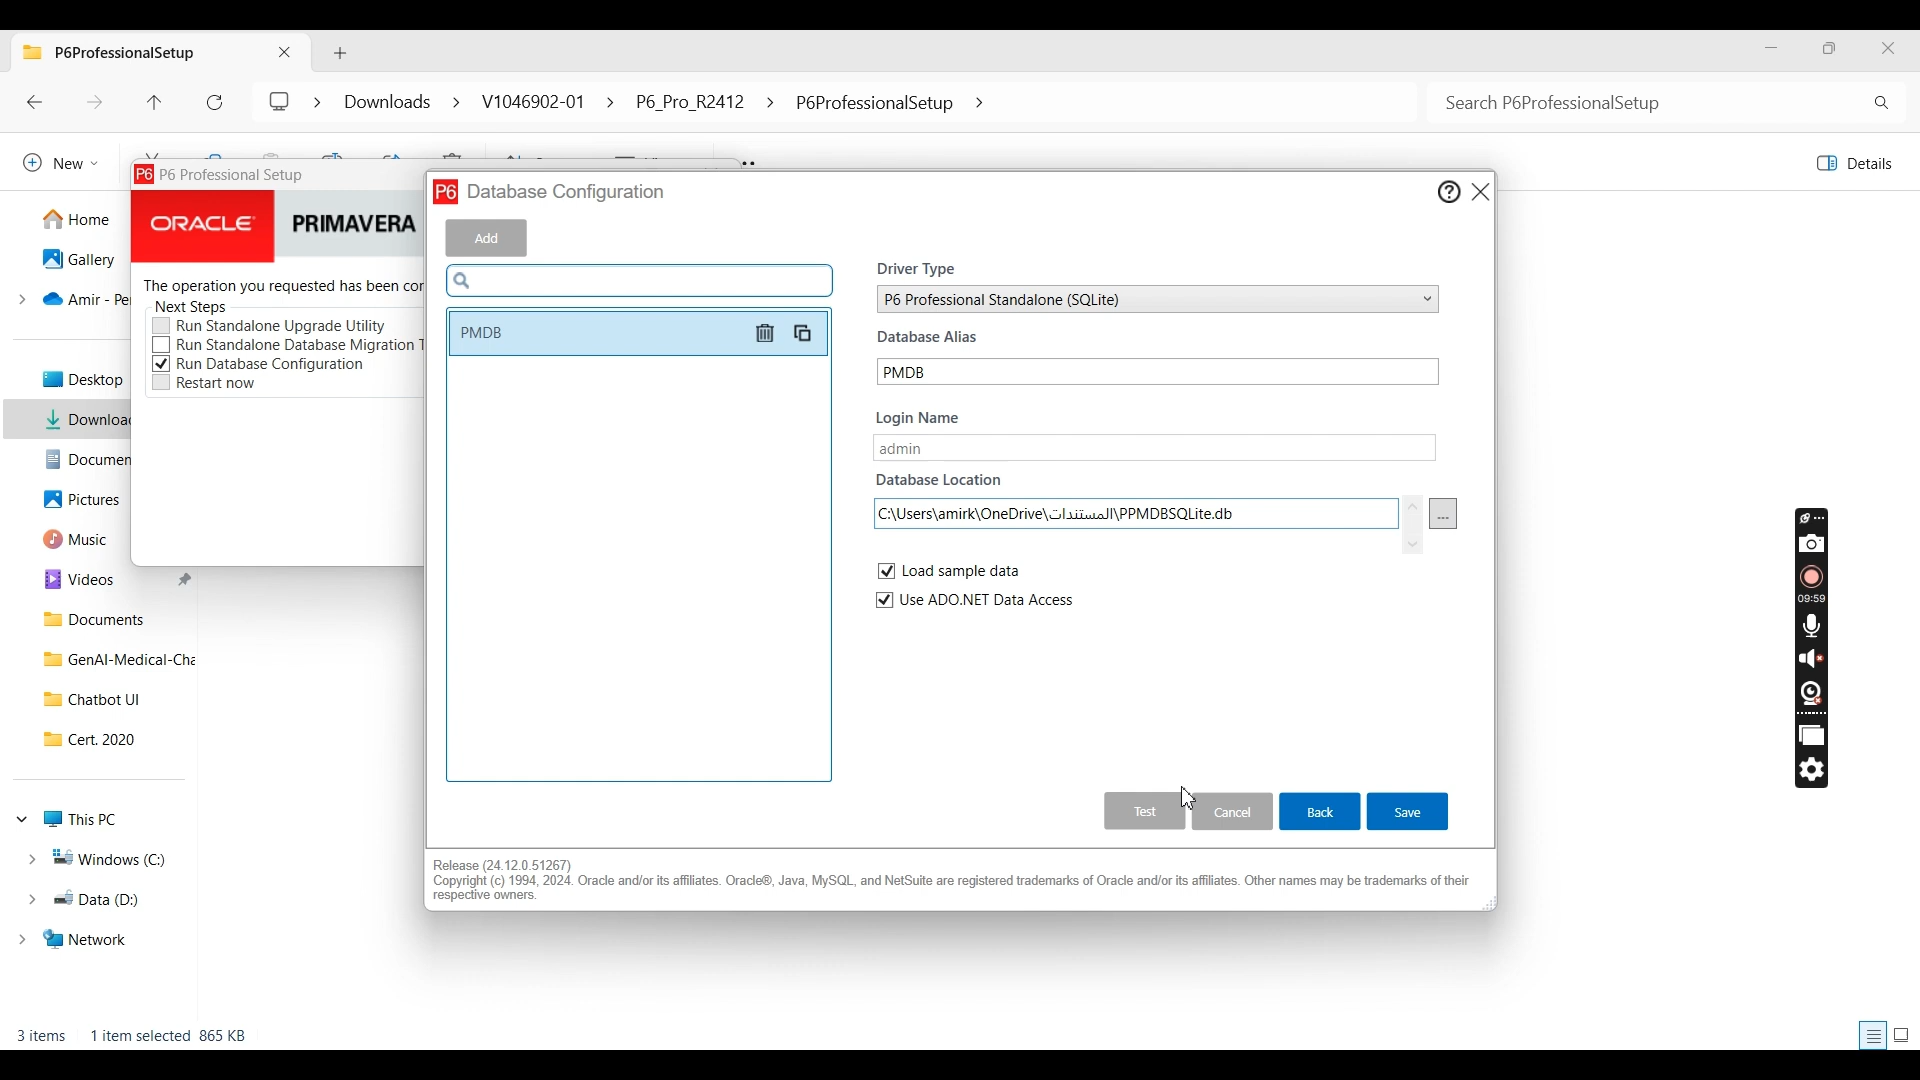 P6ProfessionalSetup
Downloads > V1046902-01 > P6_Pro_R2412 > P6ProfessionalSetup >
Search P6ProfessionalSetup
New
Details
Home
Gallery
Amir - Per
Desktop
Downloa
Documen
Pictures
Music
Videos
Documents
GenAI-Medical-Cha
Chatbot UI
Cert. 2020
This PC
Windows (C:)
Data (D:)
Network
3 items 1 item selected 865 KB
P6 P6 Professional Setup
ORACLE PRIMAVERA
The operation you requested has been cor
Next Steps
Run Standalone Upgrade Utility
Run Standalone Database Migration T
Run Database Configuration
Restart now
P6 Database Configuration
Add
PMDB
Driver Type
P6 Professional Standalone (SQLite)
Database Alias
PMDB
Login Name
admin
Database Location
C:\Users\amirk\OneDrive\المستندات\PPMDBSQLite.db
...
Load sample data
Use ADO.NET Data Access
Test Cancel Back Save
Release (24.12.0.51267)
Copyright (c) 1994, 2024. Oracle and/or its affiliates. Oracle®, Java, MySQL, and NetSuite are registered trademarks of Oracle and/or its affiliates. Other names may be trademarks of their
respective owners.
09:59